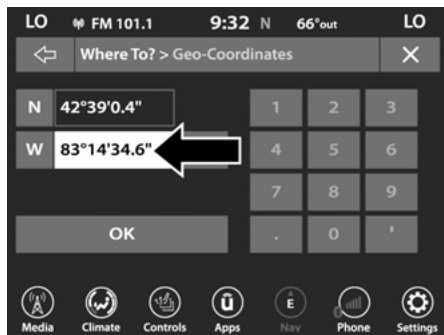 LO FM 101.1 9:32 N 66°out LO
Where To? > Geo-Coordinates X
N 42°39'0.4" 1 2 3
W 83°14'34.6" 4 5 6
7 8 9
OK . 0 '
ū E
Media Climate Controls Apps Nav Phone Settings